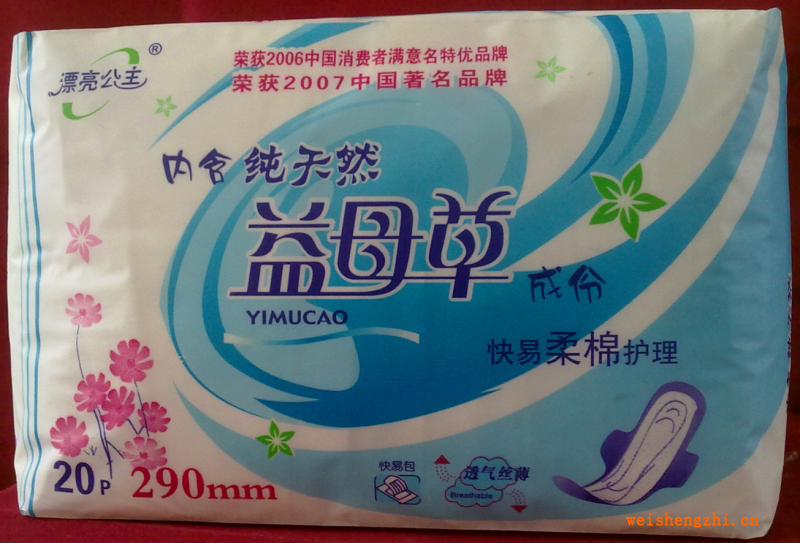 漂亮公主®
荣获2006中国消费者满意名特优品牌
荣获2007中国著名品牌
内含 纯天然
益母草
YIMUCAO
成份
快易柔棉护理
20P 290mm
快易包
透气丝薄
Breathable
weishengzhi.cn